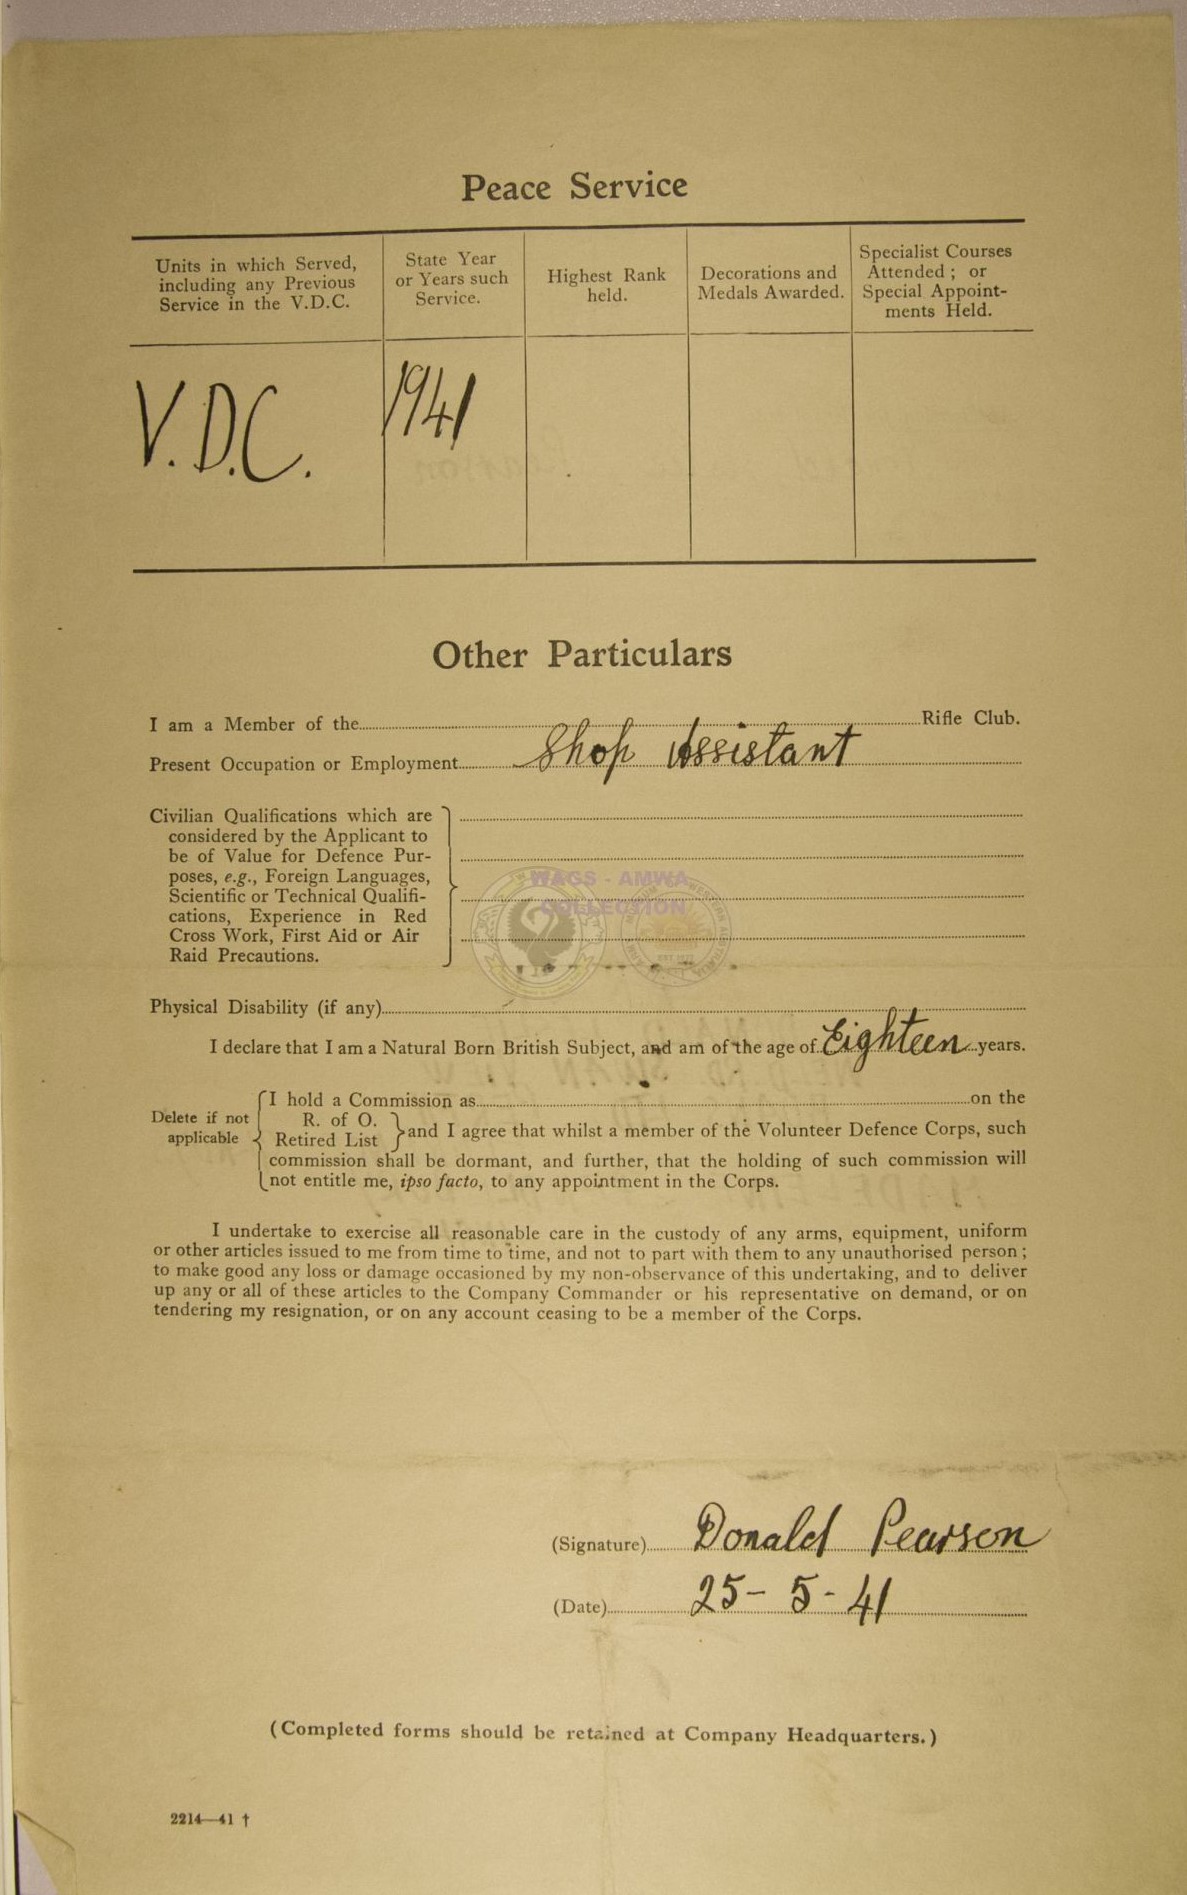 Peace Service
Units in which Served, including any Previous Service in the V.D.C.
State Year or Years such Service.
Highest Rank held.
Decorations and Medals Awarded.
Specialist Courses Attended ; or Special Appoint-ments Held.
V.D.C.
1941
Other Particulars
I am a Member of the Rifle Club.
Present Occupation or Employment Shop Assistant
Civilian Qualifications which are
considered by the Applicant to
be of Value for Defence Pur-
poses, e.g., Foreign Languages,
Scientific or Technical Qualifi-
cations, Experience in Red
Cross Work, First Aid or Air
Raid Precautions.
WAGS - AMWA
COLLECTION
Physical Disability (if any)
I declare that I am a Natural Born British Subject, and am of the age of Eighteen years.
Delete if not
applicable
I hold a Commission as on the
R. of O.
Retired List
and I agree that whilst a member of the Volunteer Defence Corps, such
commission shall be dormant, and further, that the holding of such commission will
not entitle me, ipso facto, to any appointment in the Corps.
I undertake to exercise all reasonable care in the custody of any arms, equipment, uniform
or other articles issued to me from time to time, and not to part with them to any unauthorised person ;
to make good any loss or damage occasioned by my non-observance of this undertaking, and to deliver
up any or all of these articles to the Company Commander or his representative on demand, or on
tendering my resignation, or on any account ceasing to be a member of the Corps.
(Signature) Donald Pearson
(Date) 25- 5- 41
(Completed forms should be retained at Company Headquarters.)
2214—41 †